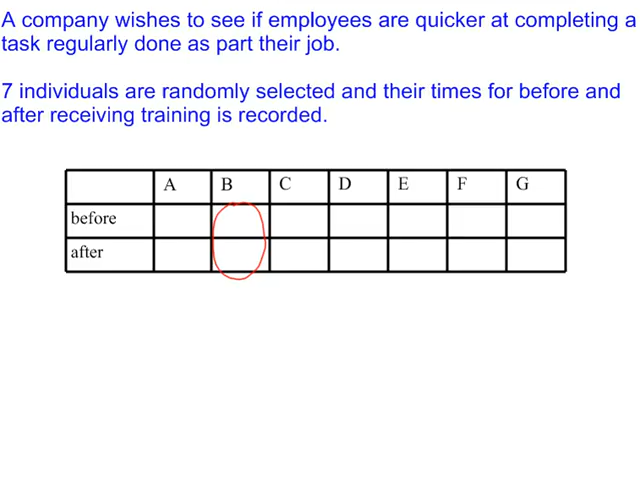 A company wishes to see if employees are quicker at completing a
task regularly done as part their job.
7 individuals are randomly selected and their times for before and
after receiving training is recorded.
A B C D E F G
before
after